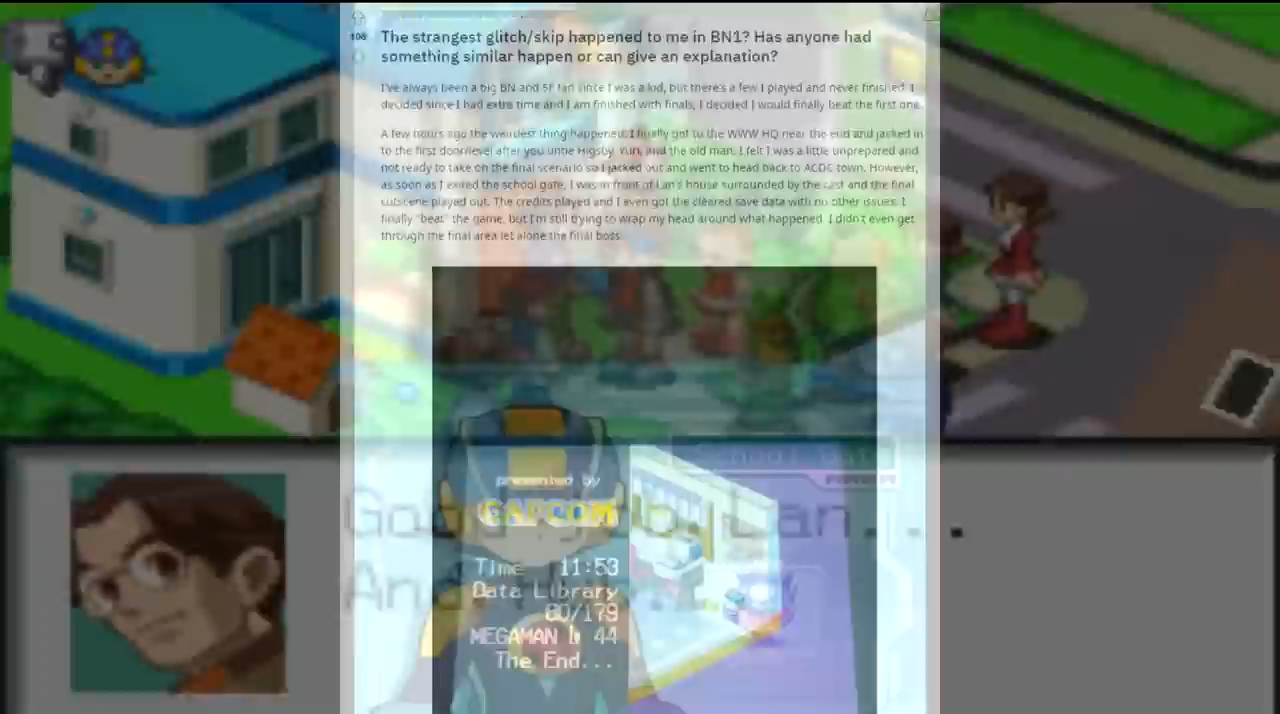 108
The strangest glitch/skip happened to me in BN1? Has anyone had
something similar happen or can give an explanation?
I've always been a big BN and SF fan since I was a kid, but there's a few I played and never finished. I
decided since I had extra time and I am finished with finals, I decided I would finally beat the first one.
A few hours ago the weirdest thing happened. I finally got to the WWW HQ near the end and jacked in
to the first door/level after you untie Higsby, Yuri, and the old man. I felt I was a little unprepared and
not ready to take on the final scenario so I jacked out and went to head back to ACDC town. However,
as soon as I exited the school gate, I was in front of Lan's house surrounded by the cast and the final
cutscene played out. The credits played and I even got the cleared save data with no other issues. I
finally "beat" the game, but I'm still trying to wrap my head around what happened. I didn't even get
through the final area let alone the final boss.
presented by
CAPCOM
Time 11:53
Data Library
80/179
MEGAMAN Lv 44
The End...
Good job, Lan...
And